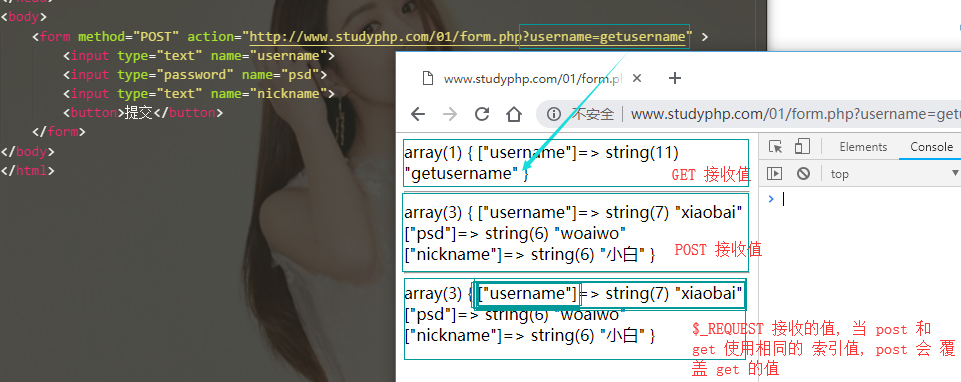 <body>
<form method="POST" action="http://www.studyphp.com/01/form.php?username=getusername" >
<input type="text" name="username">
<input type="password" name="psd">
<input type="text" name="nickname">
<button>提交</button>
</form>
</body>
</html>
www.studyphp.com/01/form.ph
不安全 www.studyphp.com/01/form.php?username=getu
array(1) { ["username"]=> string(11)
"getusername" }
GET 接收值
array(3) { ["username"]=> string(7) "xiaobai"
["psd"]=> string(6) "woaiwo"
["nickname"]=> string(6) "小白" }
POST 接收值
array(3) { ["username"]=> string(7) "xiaobai"
["psd"]=> string(6) "woaiwo"
["nickname"]=> string(6) "小白" }
$_REQUEST 接收的值, 当 post 和
get 使用相同的 索引值, post 会 覆
盖 get 的值
Elements Console
top